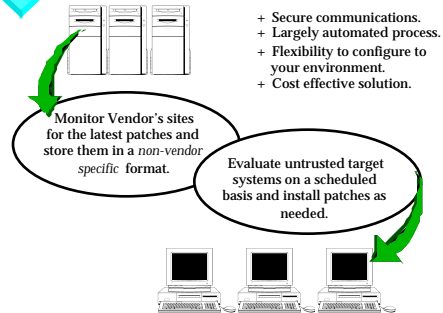 + Secure communications.
+ Largely automated process.
+ Flexibility to configure to
your environment.
+ Cost effective solution.
Monitor Vendor's sites
for the latest patches and
store them in a non-vendor
specific format.
Evaluate untrusted target
systems on a scheduled
basis and install patches as
needed.